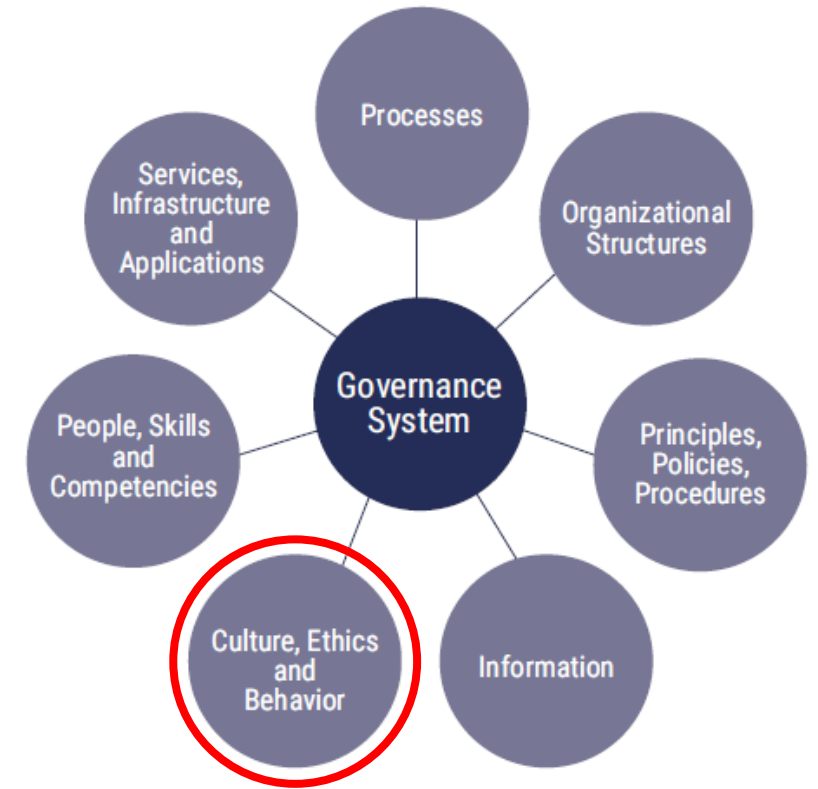 Processes
Services,
Infrastructure
and
Applications
Organizational
Structures
Governance
System
People, Skills
and
Competencies
Principles,
Policies,
Procedures
Culture, Ethics
and
Behavior
Information